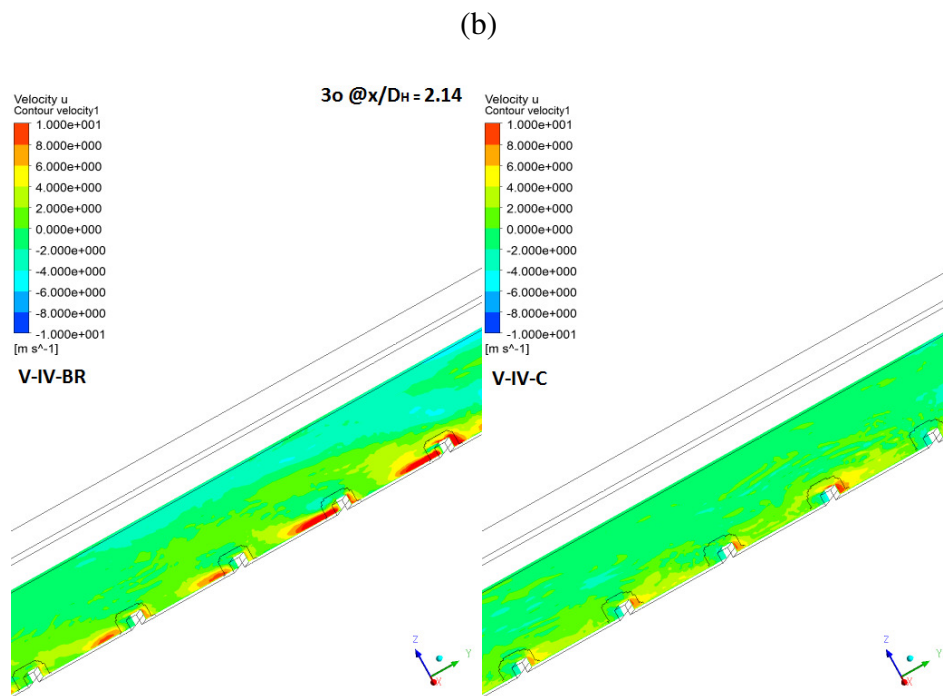 (b)
3o @x/DH = 2.14
Velocity u
Contour velocity1
1.000e+001
8.000e+000
6.000e+000
4.000e+000
2.000e+000
0.000e+000
-2.000e+000
-4.000e+000
-6.000e+000
-8.000e+000
-1.000e+001
[m s^-1]
V-IV-BR
Z
Y
X
Velocity u
Contour velocity1
1.000e+001
8.000e+000
6.000e+000
4.000e+000
2.000e+000
0.000e+000
-2.000e+000
-4.000e+000
-6.000e+000
-8.000e+000
-1.000e+001
[m s^-1]
V-IV-C
Z
Y
X